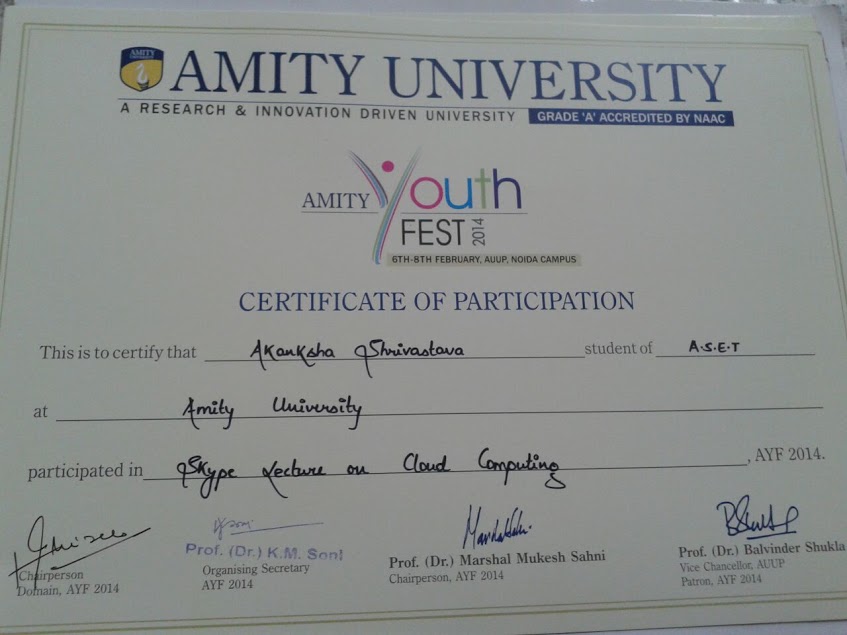 AMITY
AMITY UNIVERSITY
A RESEARCH & INNOVATION DRIVEN UNIVERSITY GRADE 'A' ACCREDITED BY NAAC
AMITY Youth
FEST 2014
6TH-8TH FEBRUARY, AUUP, NOIDA CAMPUS
CERTIFICATE OF PARTICIPATION
This is to certify that Akanksha Shrivastava student of A.S.E.T
at Amity University
participated in Skype Lecture on Cloud Computing, AYF 2014.
Chairperson
Domain, AYF 2014
Prof. (Dr.) K.M. Soni
Organising Secretary
AYF 2014
Prof. (Dr.) Marshal Mukesh Sahni
Chairperson, AYF 2014
Prof. (Dr.) Balvinder Shukla
Vice Chancellor, AUUP
Patron, AYF 2014